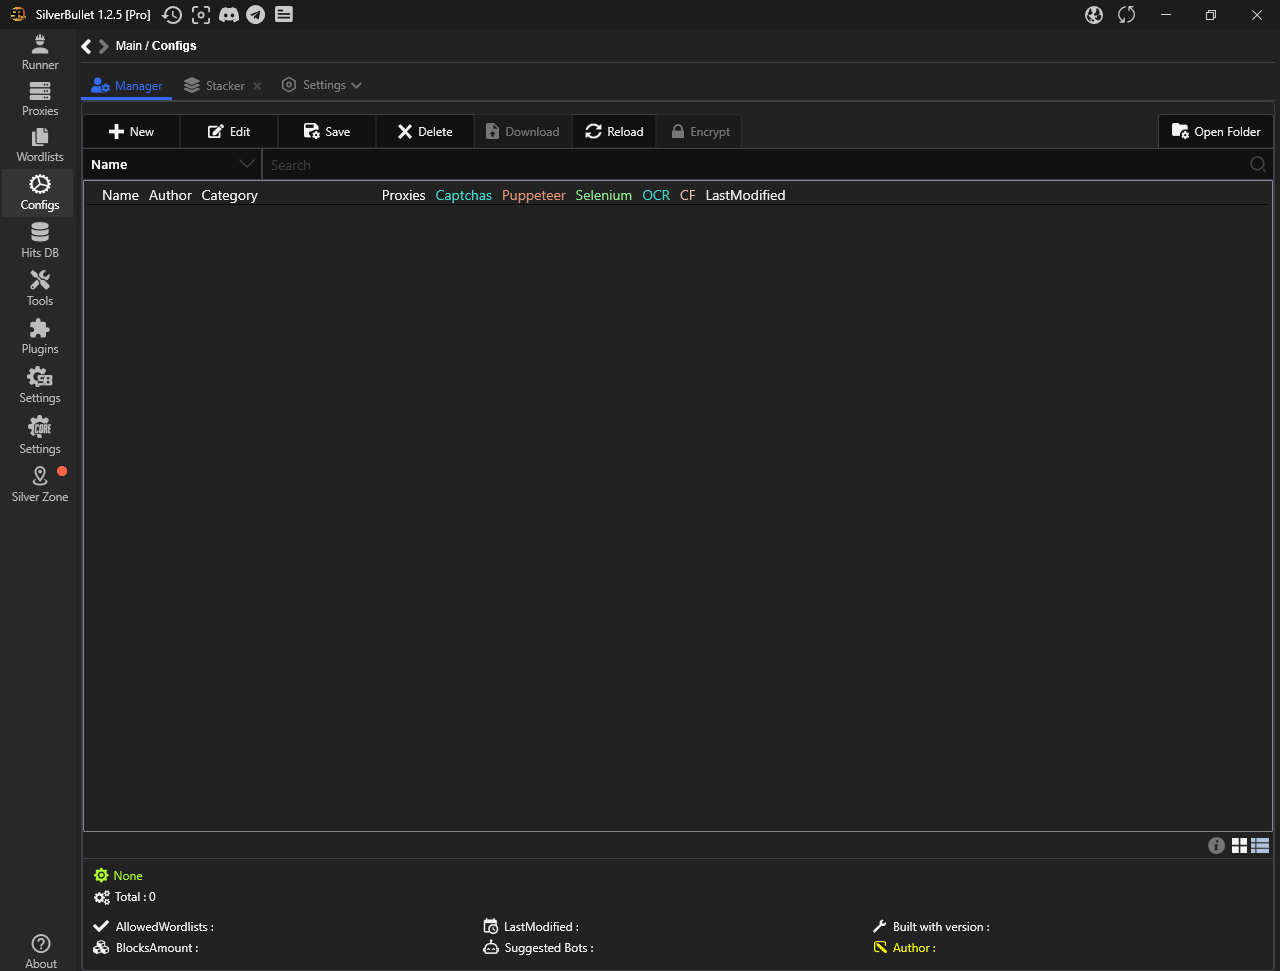 SilverBullet 1.2.5 [Pro]
Runner
Proxies
Wordlists
Configs
Hits DB
Tools
Plugins
SB
Settings
CORE
Settings
Silver Zone
About
Main / Configs
Manager Stacker Settings
New Edit Save Delete Download Reload Encrypt Open Folder
Name Search
Name Author Category Proxies Captchas Puppeteer Selenium OCR CF LastModified
None
Total : 0
AllowedWordlists : LastModified : Built with version :
BlocksAmount : Suggested Bots : Author :